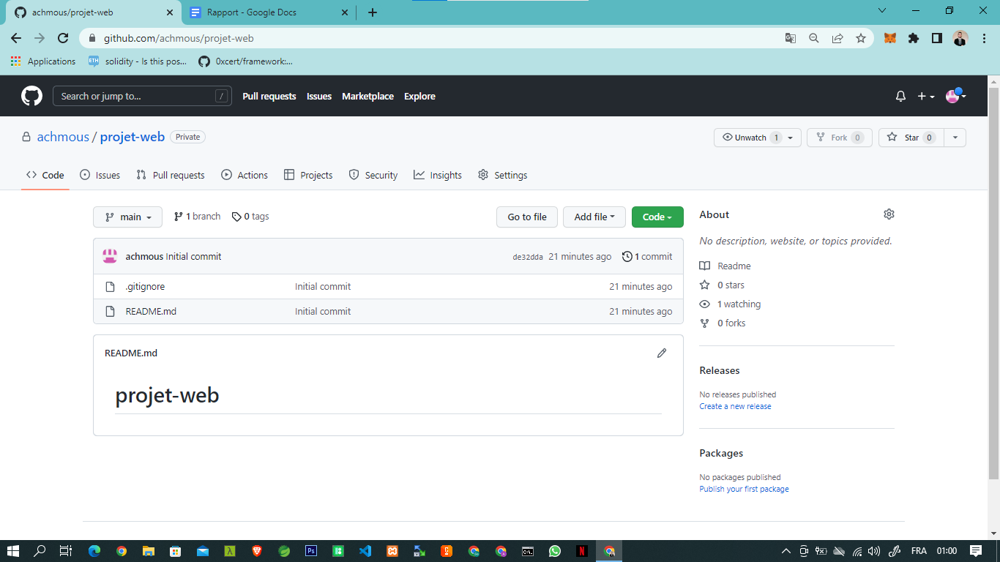 achmous/projet-web
Rapport - Google Docs
github.com/achmous/projet-web
Applications
ETH
solidity - Is this pos...
0xcert/framework:...
Search or jump to...
/
Pull requests
Issues
Marketplace
Explore
achmous / projet-web
Private
Unwatch 1
Fork 0
Star 0
Code
Issues
Pull requests
Actions
Projects
Security
Insights
Settings
main
1 branch
0 tags
Go to file
Add file
Code
achmous Initial commit
de32dda 21 minutes ago
1 commit
.gitignore
Initial commit
21 minutes ago
README.md
Initial commit
21 minutes ago
README.md
projet-web
About
No description, website, or topics provided.
Readme
0 stars
1 watching
0 forks
Releases
No releases published
Create a new release
Packages
No packages published
Publish your first package
Ps
N
FRA
01:00